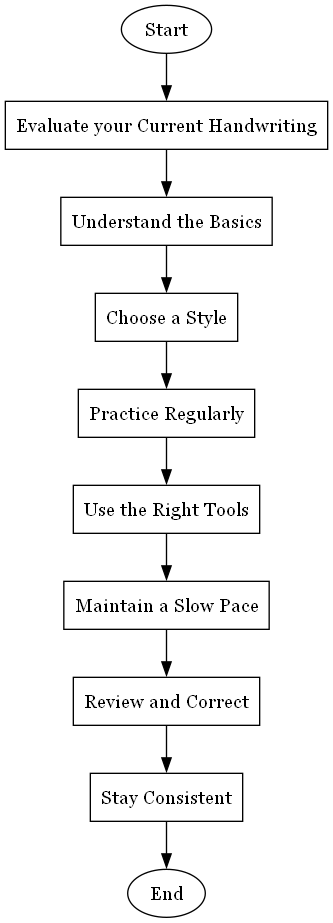 Start
Evaluate your Current Handwriting
Understand the Basics
Choose a Style
Practice Regularly
Use the Right Tools
Maintain a Slow Pace
Review and Correct
Stay Consistent
End